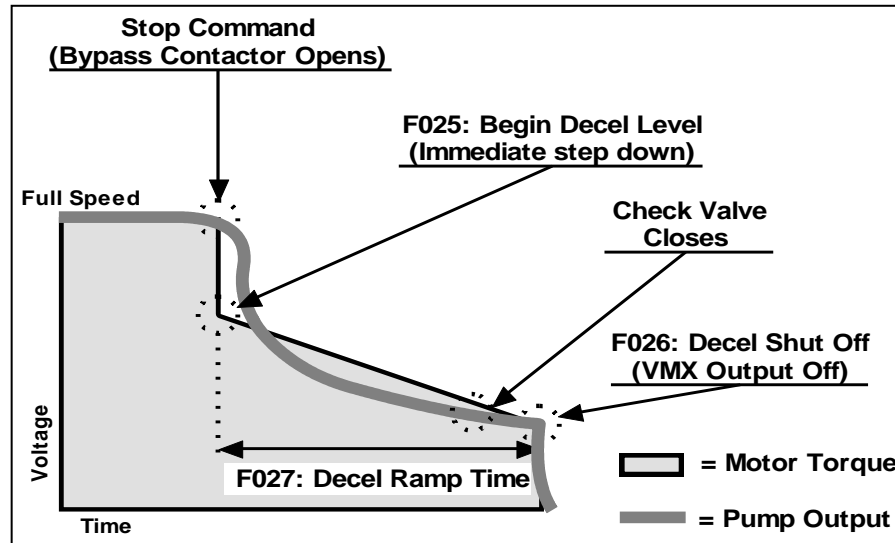 Stop Command
(Bypass Contactor Opens)
F025: Begin Decel Level
(Immediate step down)
Full Speed
Check Valve
Closes
F026: Decel Shut Off
(VMX Output Off)
Voltage
F027: Decel Ramp Time
= Motor Torque
= Pump Output
Time